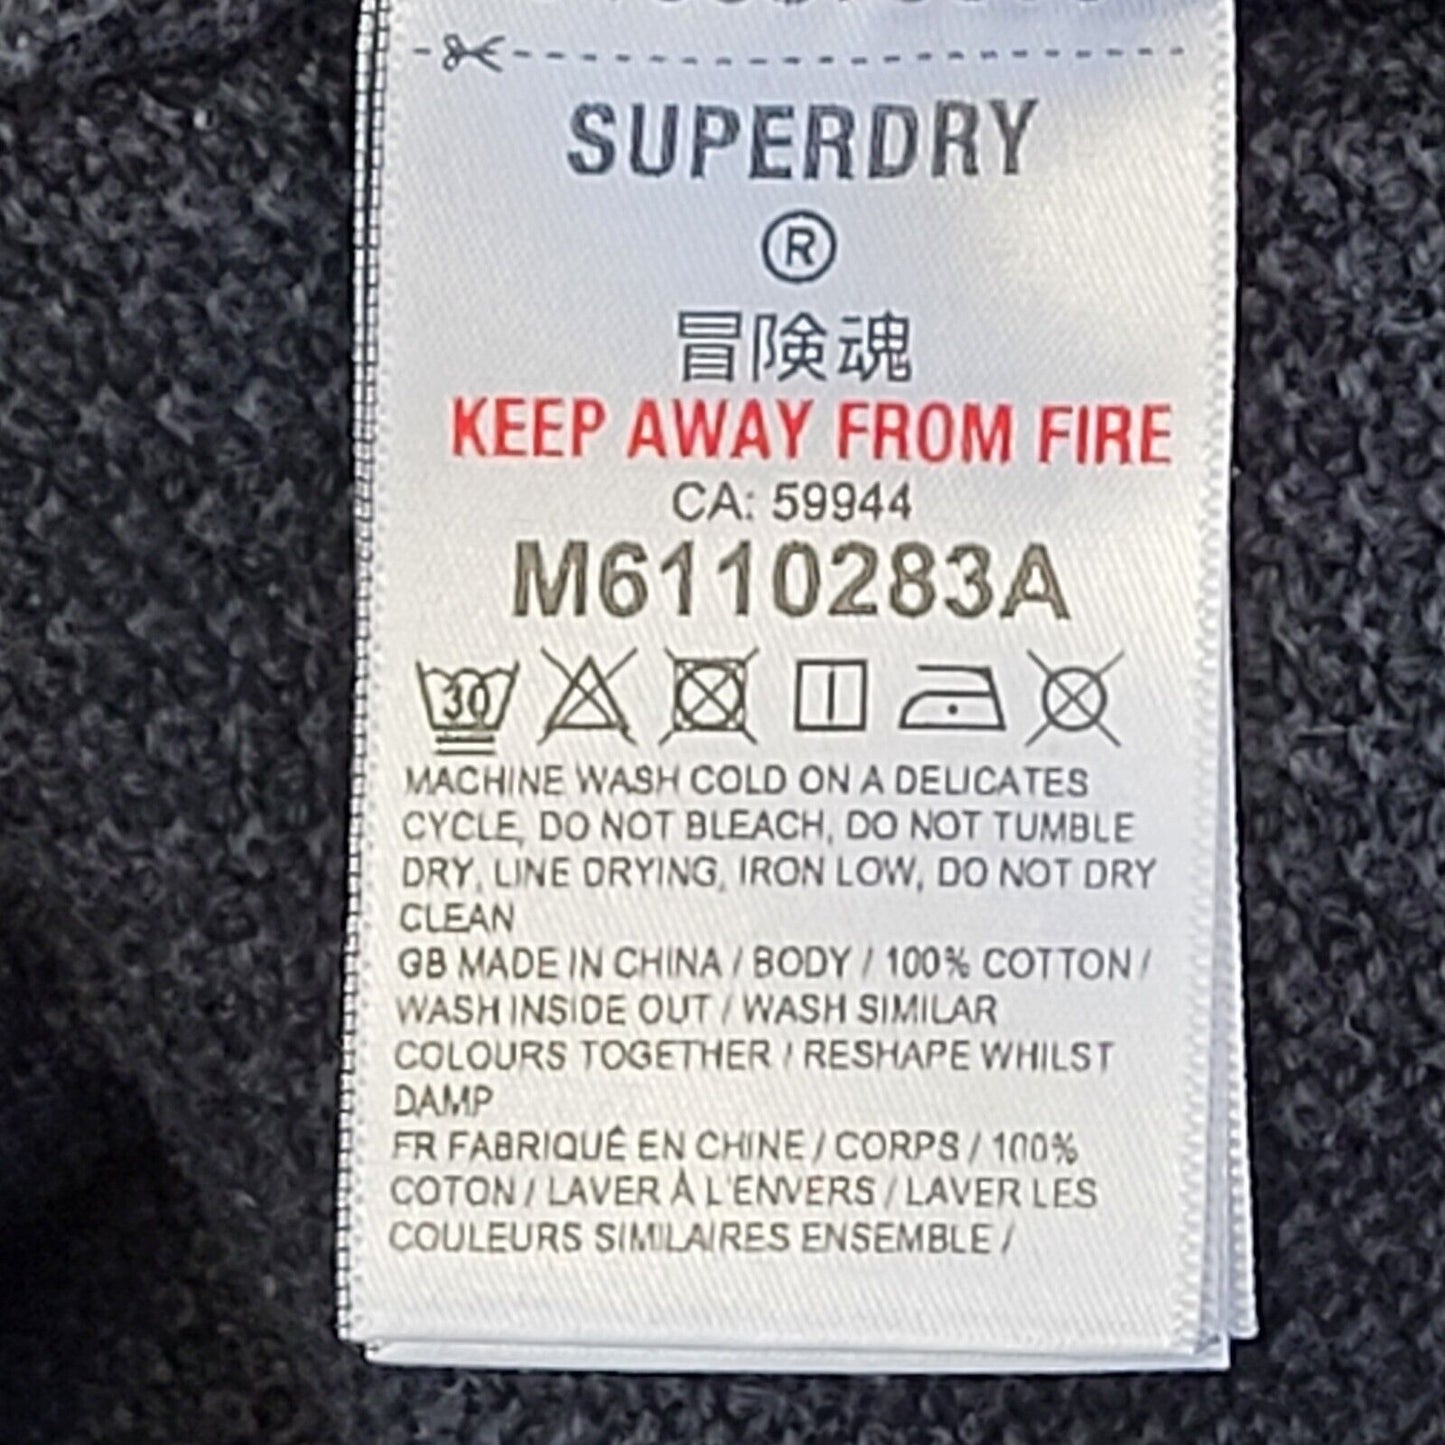 SUPERDRY
®
冒険魂
KEEP AWAY FROM FIRE
CA: 59944
M6110283A
30
MACHINE WASH COLD ON A DELICATES
CYCLE, DO NOT BLEACH, DO NOT TUMBLE
DRY, LINE DRYING, IRON LOW, DO NOT DRY
CLEAN
GB MADE IN CHINA / BODY / 100% COTTON /
WASH INSIDE OUT / WASH SIMILAR
COLOURS TOGETHER / RESHAPE WHILST
DAMP
FR FABRIQUÉ EN CHINE / CORPS / 100%
COTON / LAVER À L'ENVERS / LAVER LES
COULEURS SIMILAIRES ENSEMBLE /